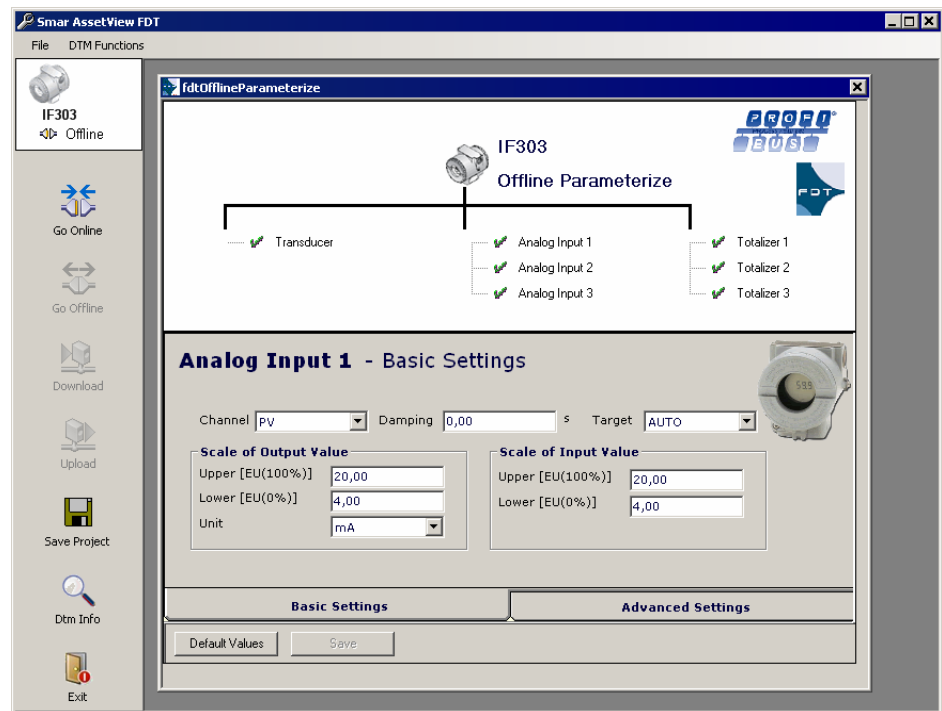 Smar AssetView FDT
File DTM Functions
IF303
Offline
Go Online
Go Offline
Download
Upload
Save Project
Dtm Info
Exit
fdtOfflineParameterize
PROFI
BUS
FDT
IF303
Offline Parameterize
Transducer
Analog Input 1
Analog Input 2
Analog Input 3
Totalizer 1
Totalizer 2
Totalizer 3
Analog Input 1 - Basic Settings
Channel PV Damping 0,00 s Target AUTO
Scale of Output Value
Upper [EU(100%)] 20,00
Lower [EU(0%)] 4,00
Unit mA
Scale of Input Value
Upper [EU(100%)] 20,00
Lower [EU(0%)] 4,00
Basic Settings Advanced Settings
Default Values Save